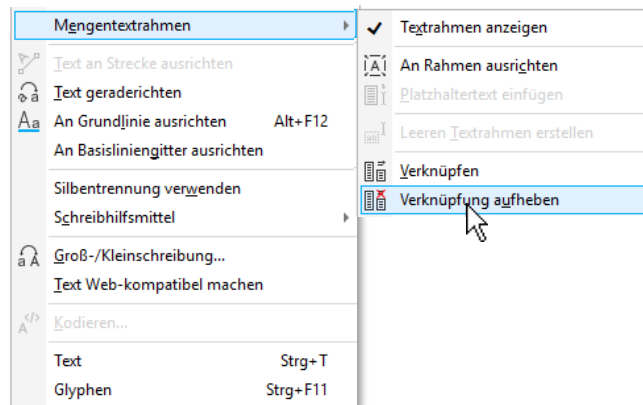 Mengentextrahmen
Text an Strecke ausrichten
Text geraderichten
An Grundlinie ausrichten Alt+F12
An Basisliniengitter ausrichten
Silbentrennung verwenden
Schreibhilfsmittel
Groß-/Kleinschreibung...
Text Web-kompatibel machen
Kodieren...
Text Strg+T
Glyphen Strg+F11
Textrahmen anzeigen
An Rahmen ausrichten
Platzhaltertext einfügen
Leeren Textrahmen erstellen
Verknüpfen
Verknüpfung aufheben